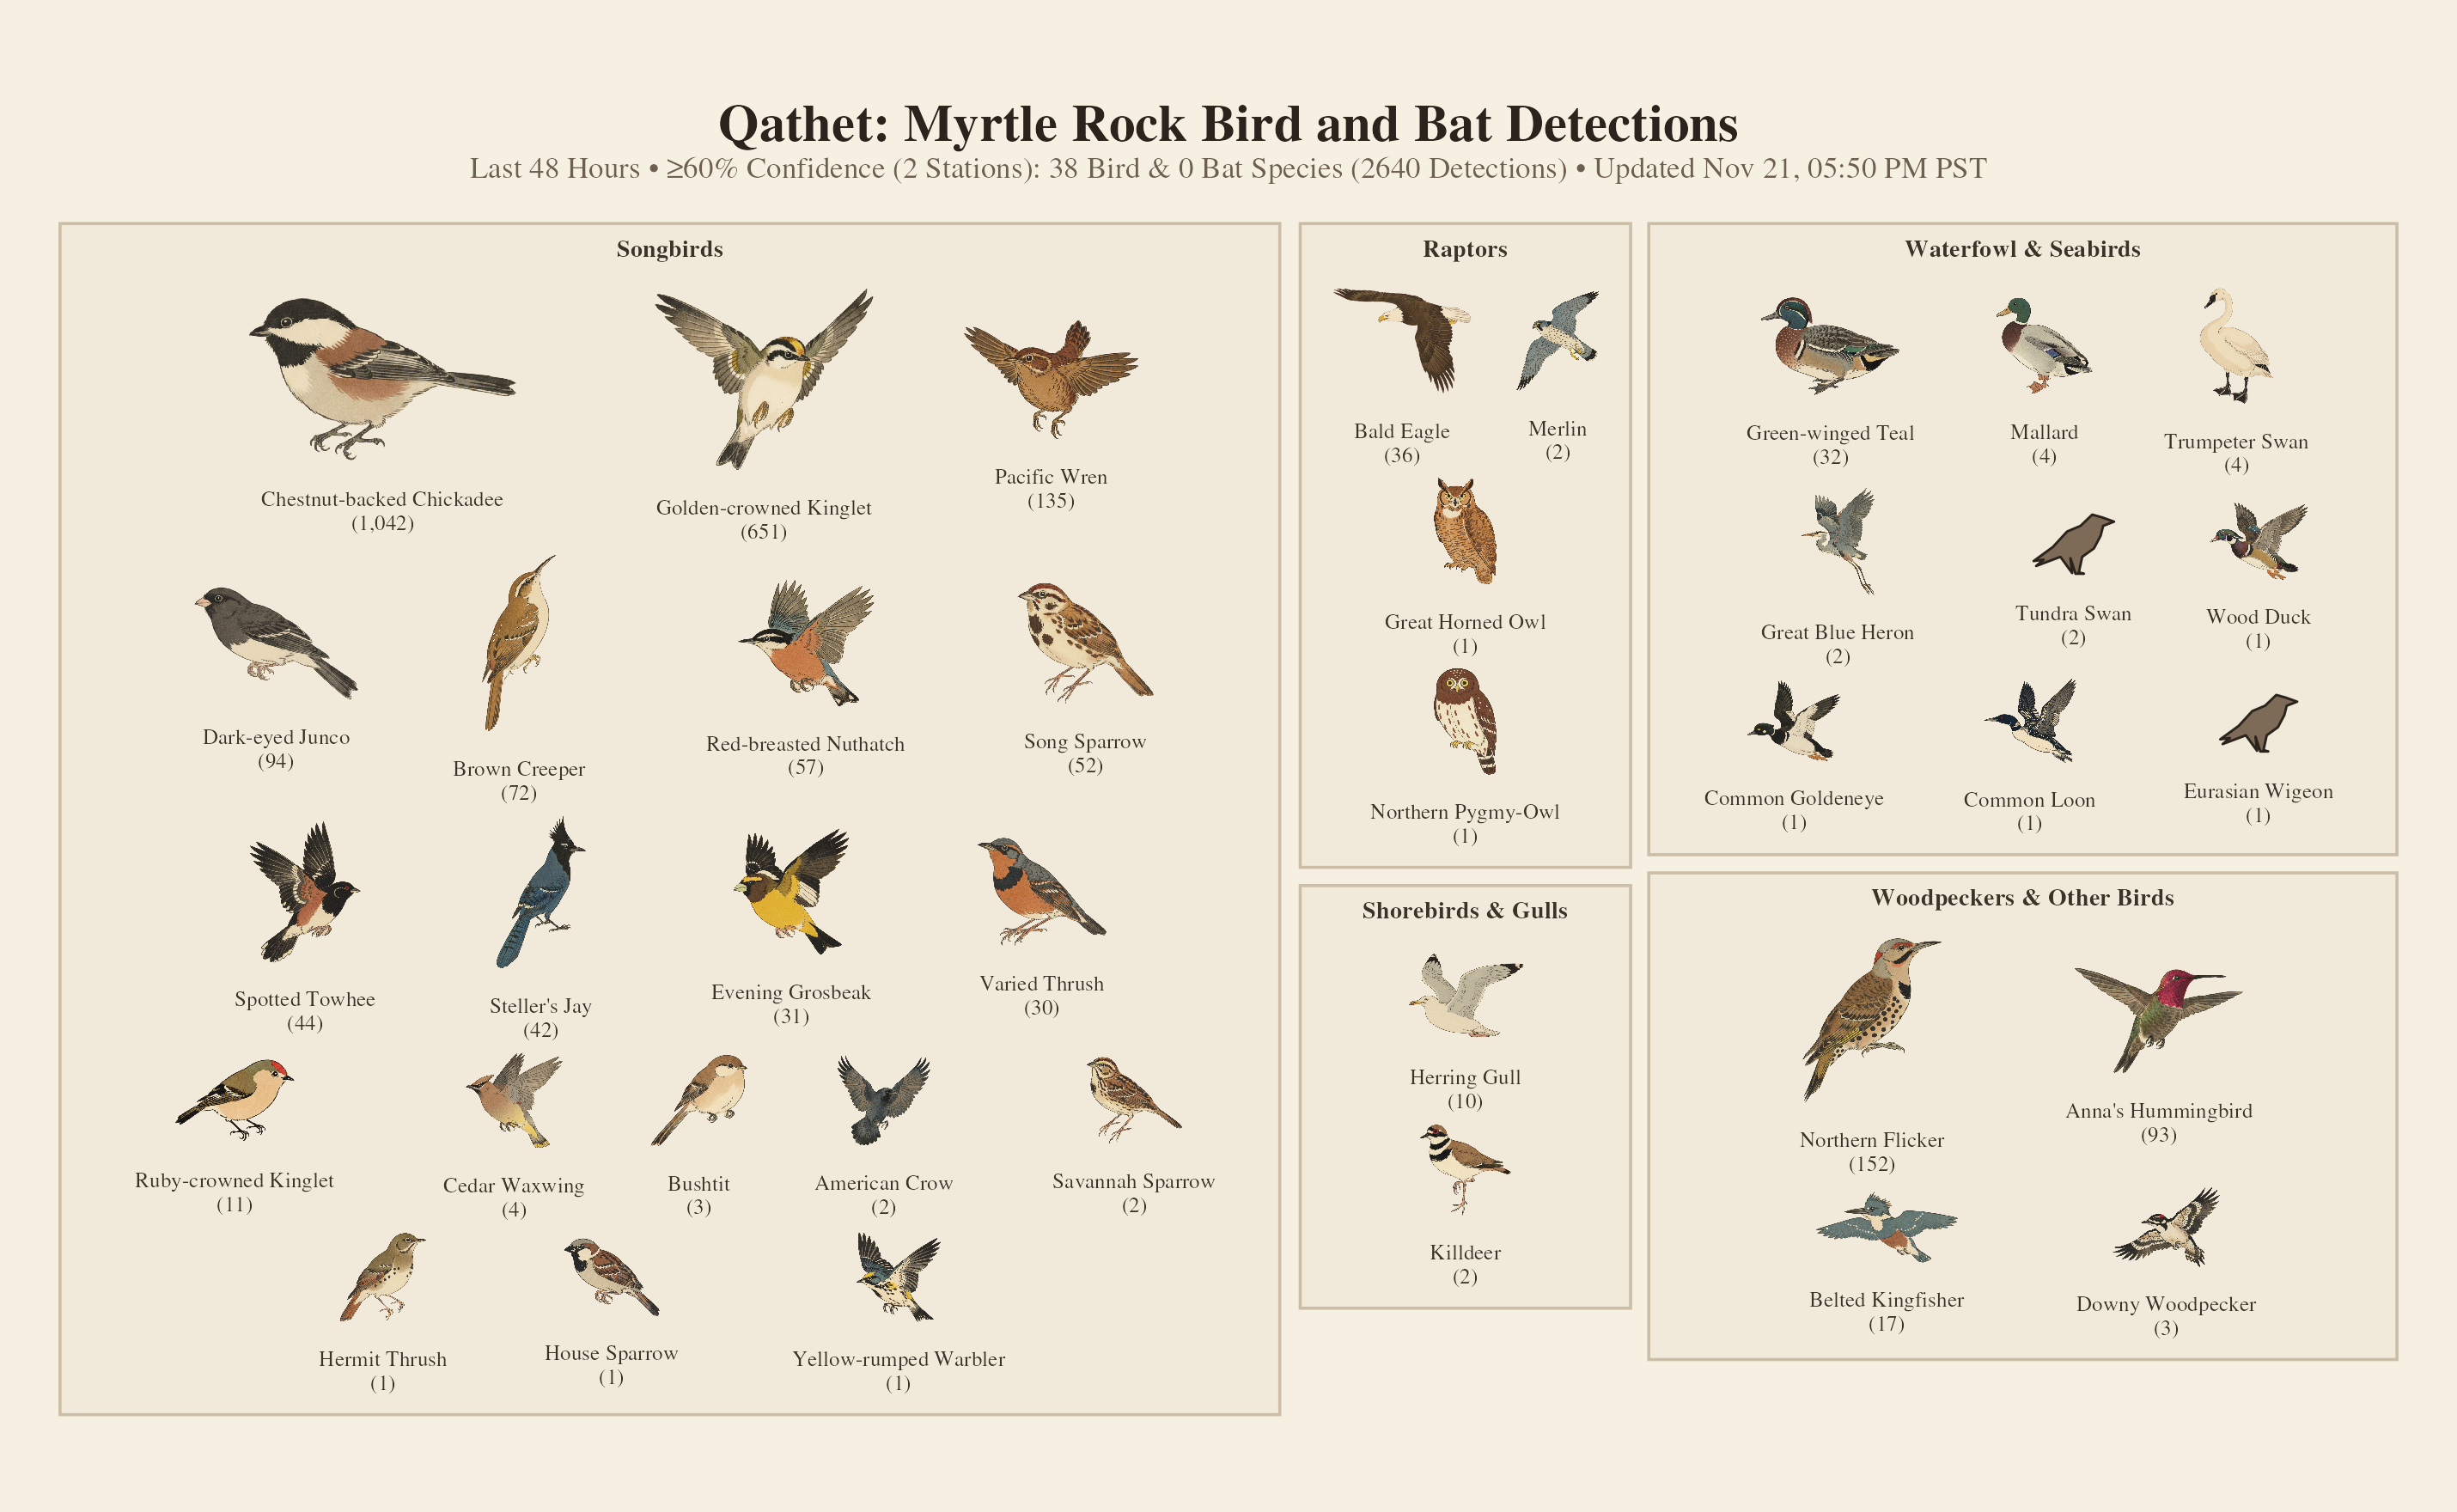 Qathet: Myrtle Rock Bird and Bat Detections
Last 48 Hours • ≥60% Confidence (2 Stations): 38 Bird & 0 Bat Species (2640 Detections) • Updated Nov 21, 05:50 PM PST
Songbirds
Chestnut-backed Chickadee
(1,042)
Golden-crowned Kinglet
(651)
Pacific Wren
(135)
Dark-eyed Junco
(94)
Brown Creeper
(72)
Red-breasted Nuthatch
(57)
Song Sparrow
(52)
Spotted Towhee
(44)
Steller's Jay
(42)
Evening Grosbeak
(31)
Varied Thrush
(30)
Ruby-crowned Kinglet
(11)
Cedar Waxwing
(4)
Bushtit
(3)
American Crow
(2)
Savannah Sparrow
(2)
Hermit Thrush
(1)
House Sparrow
(1)
Yellow-rumped Warbler
(1)
Raptors
Bald Eagle
(36)
Merlin
(2)
Great Horned Owl
(1)
Northern Pygmy-Owl
(1)
Shorebirds & Gulls
Herring Gull
(10)
Killdeer
(2)
Waterfowl & Seabirds
Green-winged Teal
(32)
Mallard
(4)
Trumpeter Swan
(4)
Great Blue Heron
(2)
Tundra Swan
(2)
Wood Duck
(1)
Common Goldeneye
(1)
Common Loon
(1)
Eurasian Wigeon
(1)
Woodpeckers & Other Birds
Northern Flicker
(152)
Anna's Hummingbird
(93)
Belted Kingfisher
(17)
Downy Woodpecker
(3)